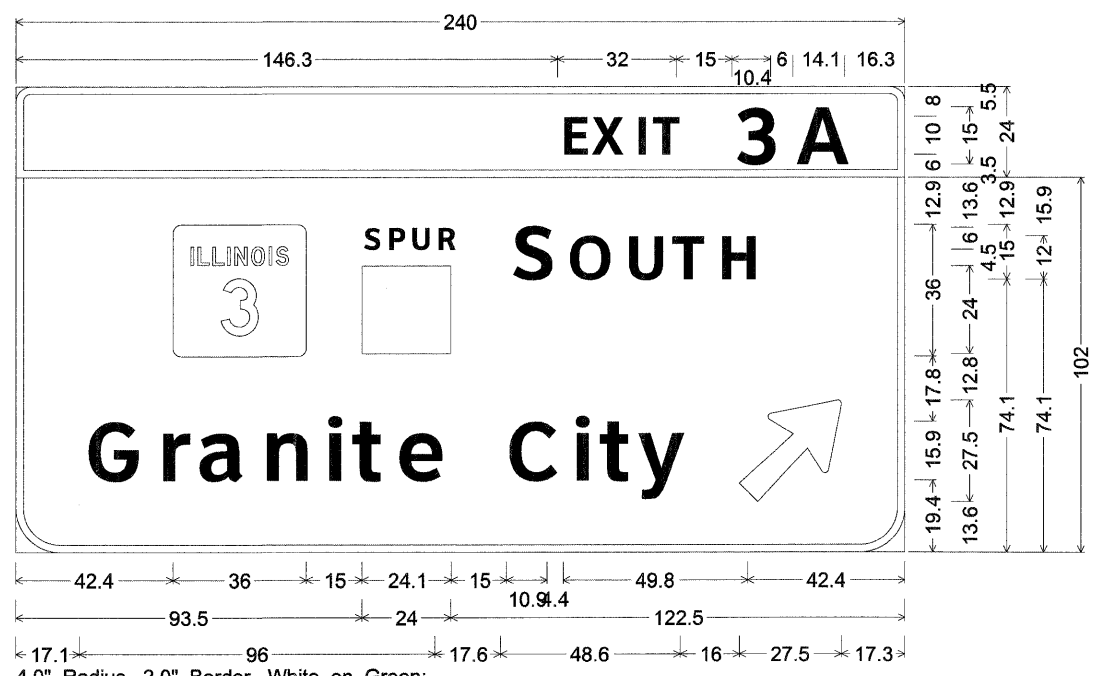 240
146.3 32 15 10.4 6 14.1 16.3
EXIT 3A
8 10 6
15
5.5 24 3.5
ILLINOIS
3
SPUR
SOUTH
12.9 36 17.8 15.9 19.4
13.6 6 4.5 24 12.8 27.5 13.6
12.9 15 74.1
15.9 12 74.1
102
Granite City
42.4 36 15 24.1 15 10.9 4.4 49.8 42.4
93.5 24 122.5
17.1 96 17.6 48.6 16 27.5 17.3
4.0" Radius, 2.0" Border, White on Green;